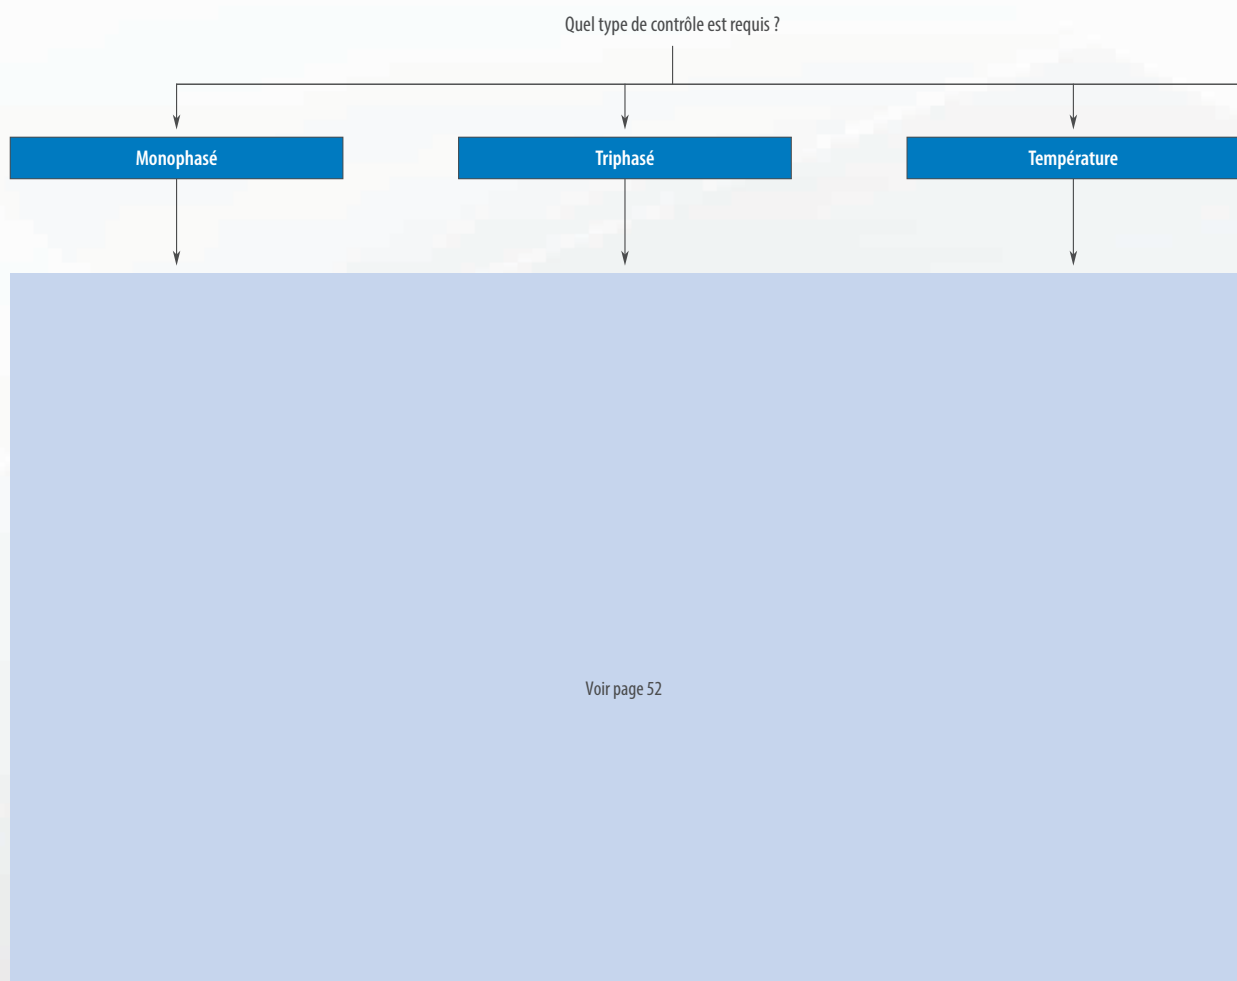 Quel type de contrôle est requis ?
Monophasé
Triphasé
Température
Voir page 52